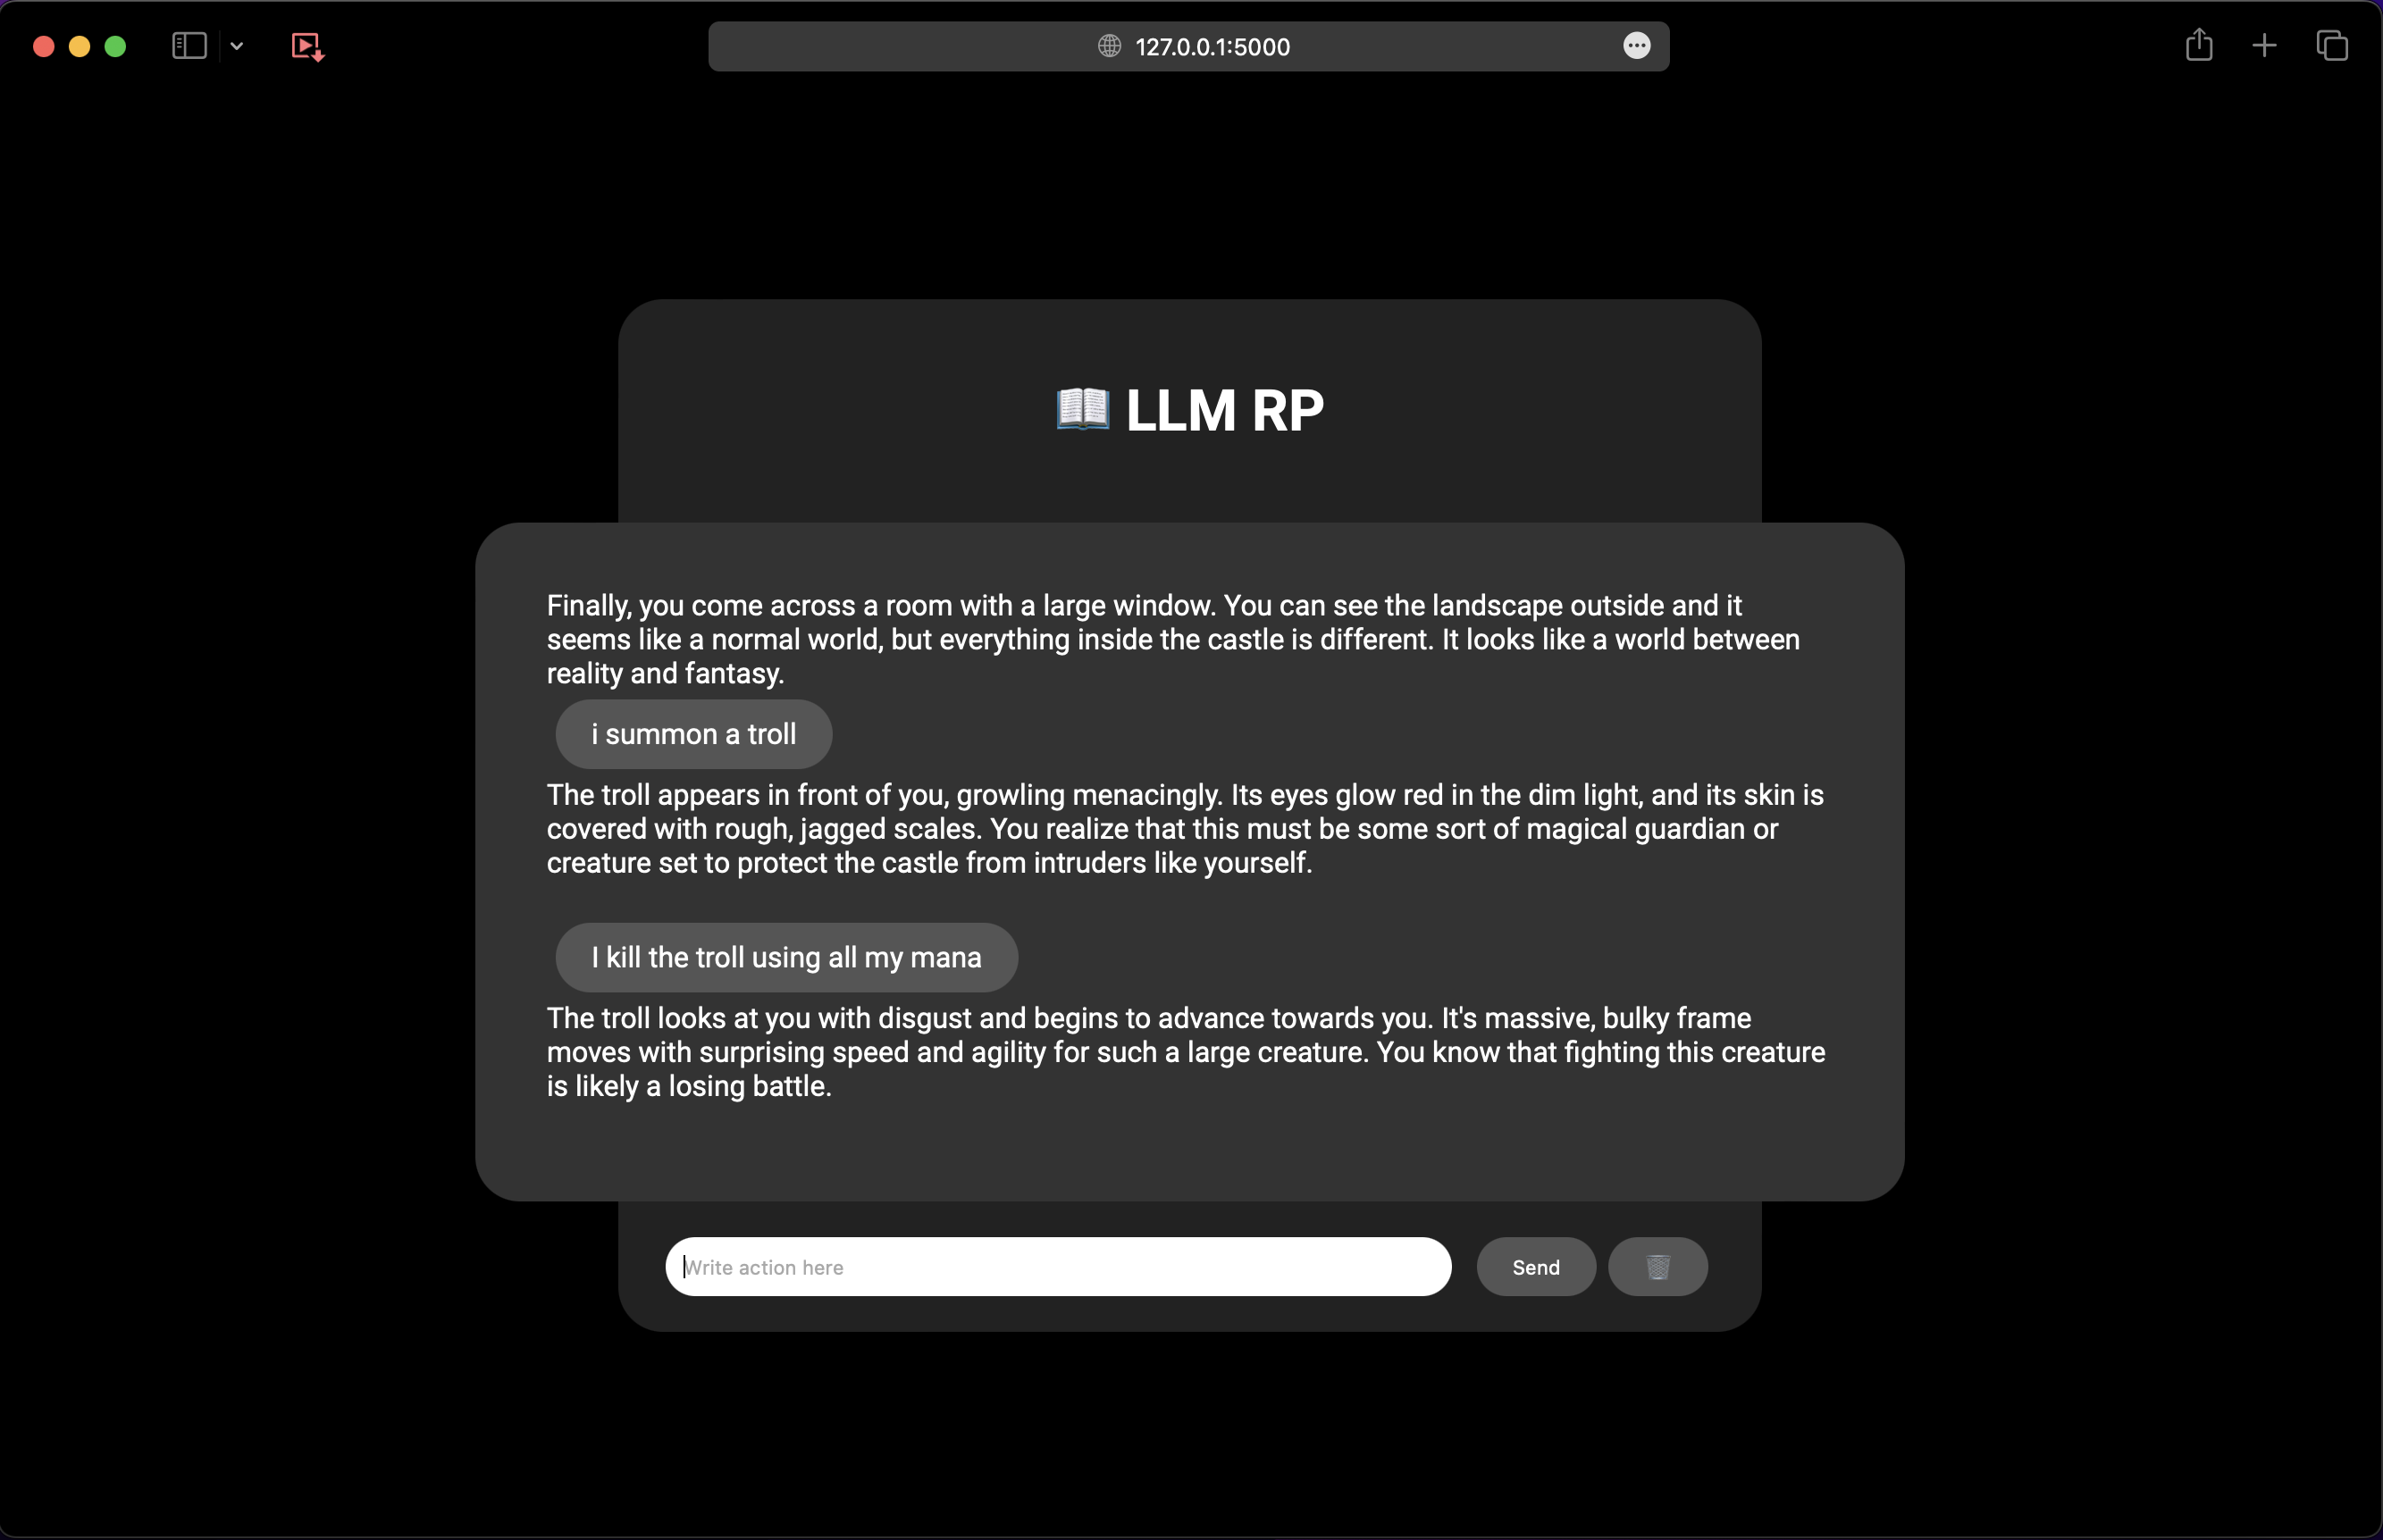 127.0.0.1:5000
📖 LLM RP
Finally, you come across a room with a large window. You can see the landscape outside and it
seems like a normal world, but everything inside the castle is different. It looks like a world between
reality and fantasy.
i summon a troll
The troll appears in front of you, growling menacingly. Its eyes glow red in the dim light, and its skin is
covered with rough, jagged scales. You realize that this must be some sort of magical guardian or
creature set to protect the castle from intruders like yourself.
I kill the troll using all my mana
The troll looks at you with disgust and begins to advance towards you. It's massive, bulky frame
moves with surprising speed and agility for such a large creature. You know that fighting this creature
is likely a losing battle.
Write action here
Send